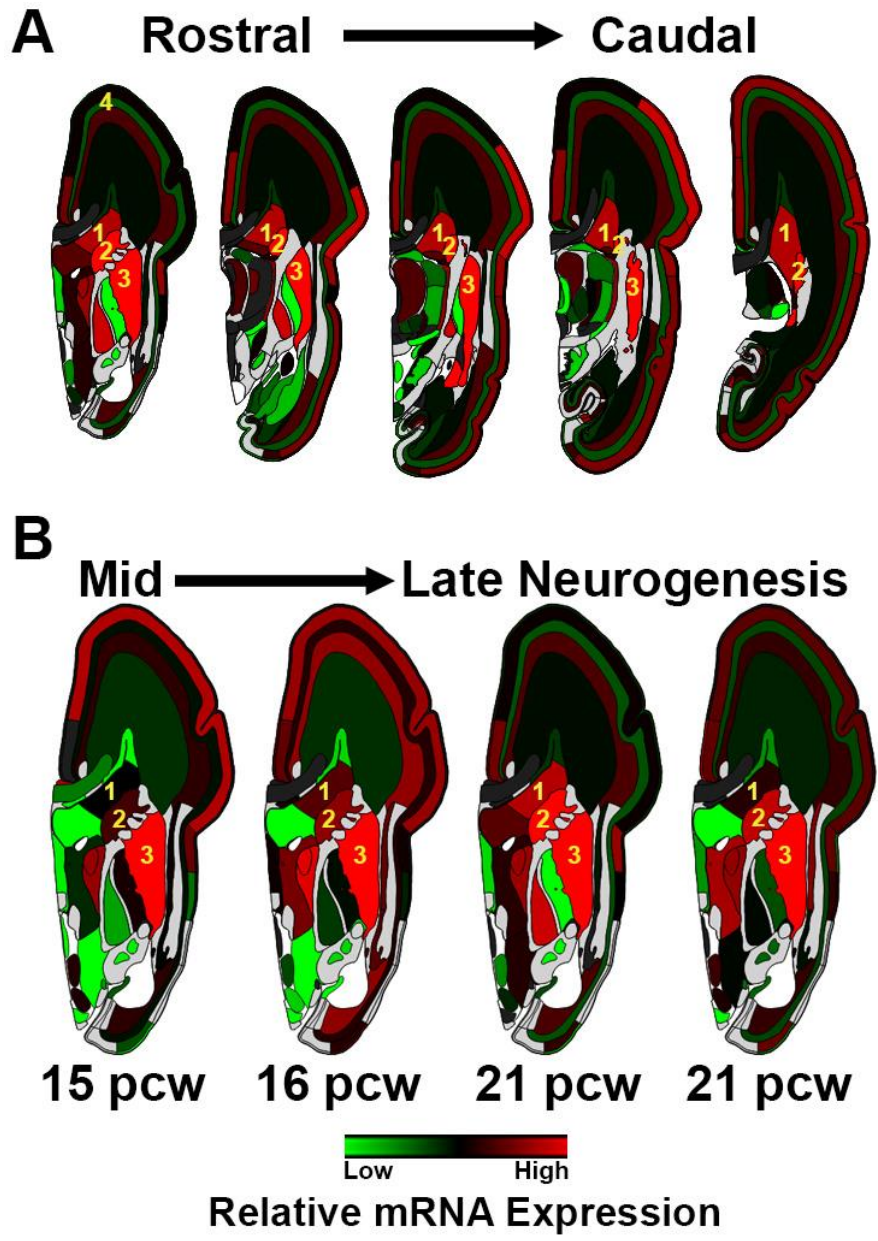 A
Rostral Caudal
4
1 1 1 1 1
2 2 2 2 2
3 3 3 3
B
Mid Late Neurogenesis
1 1 1 1
2 2 2 2
3 3 3 3
15 pcw 16 pcw 21 pcw 21 pcw
Low High
Relative mRNA Expression